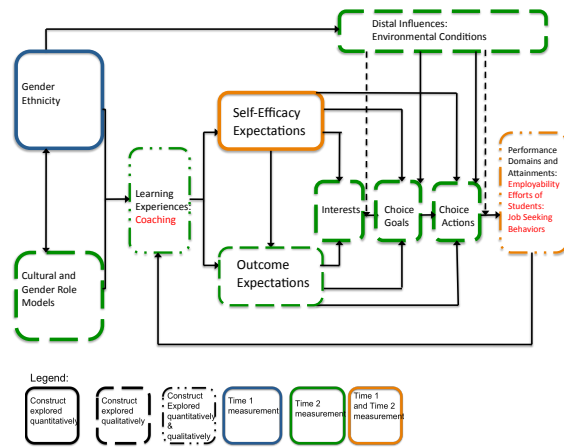 Distal Influences:
Environmental Conditions
Gender
Ethnicity
Self-Efficacy
Expectations
Performance
Domains and
Attainments:
Employability
Efforts of
Students:
Job Seeking
Behaviors
Learning
Experiences:
Coaching
Interests
Choice
Goals
Choice
Actions
Cultural and
Gender Role
Models
Outcome
Expectations
Legend:
Construct
explored
quantitatively
Construct
explored
qualitatively
Construct
Explored
quantitatively
&
qualitatively
Time 1
measurement
Time 2
measurement
Time 1
and Time 2
measurement